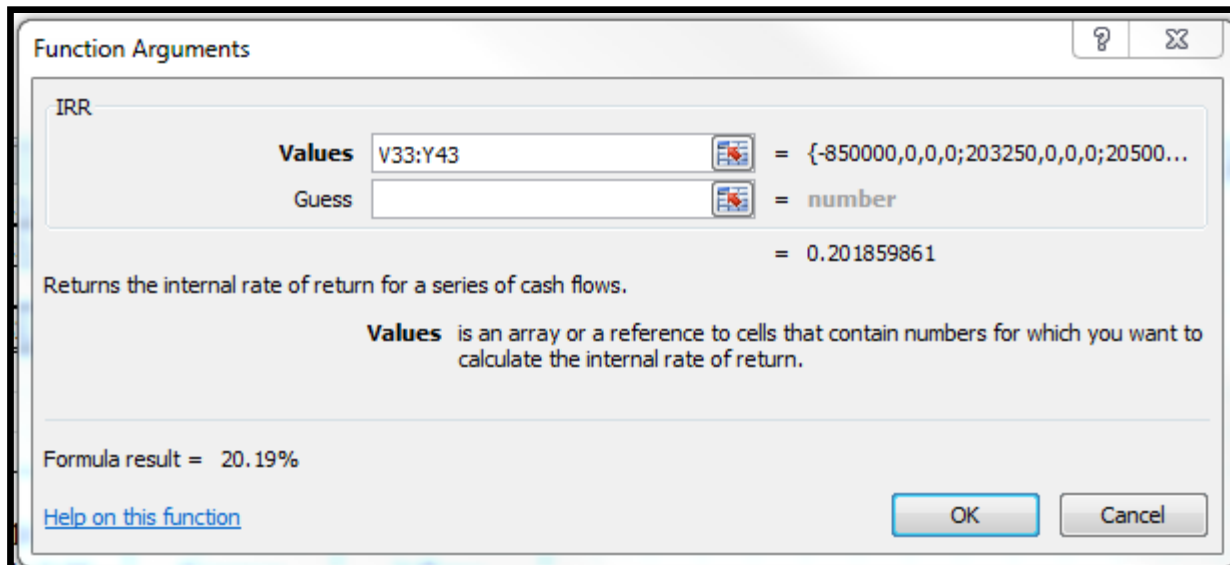 Function Arguments
IRR
Values V33:Y43 = {-850000,0,0,0;203250,0,0,0;20500...
Guess = number
= 0.201859861
Returns the internal rate of return for a series of cash flows.
Values is an array or a reference to cells that contain numbers for which you want to
calculate the internal rate of return.
Formula result = 20.19%
Help on this function OK Cancel